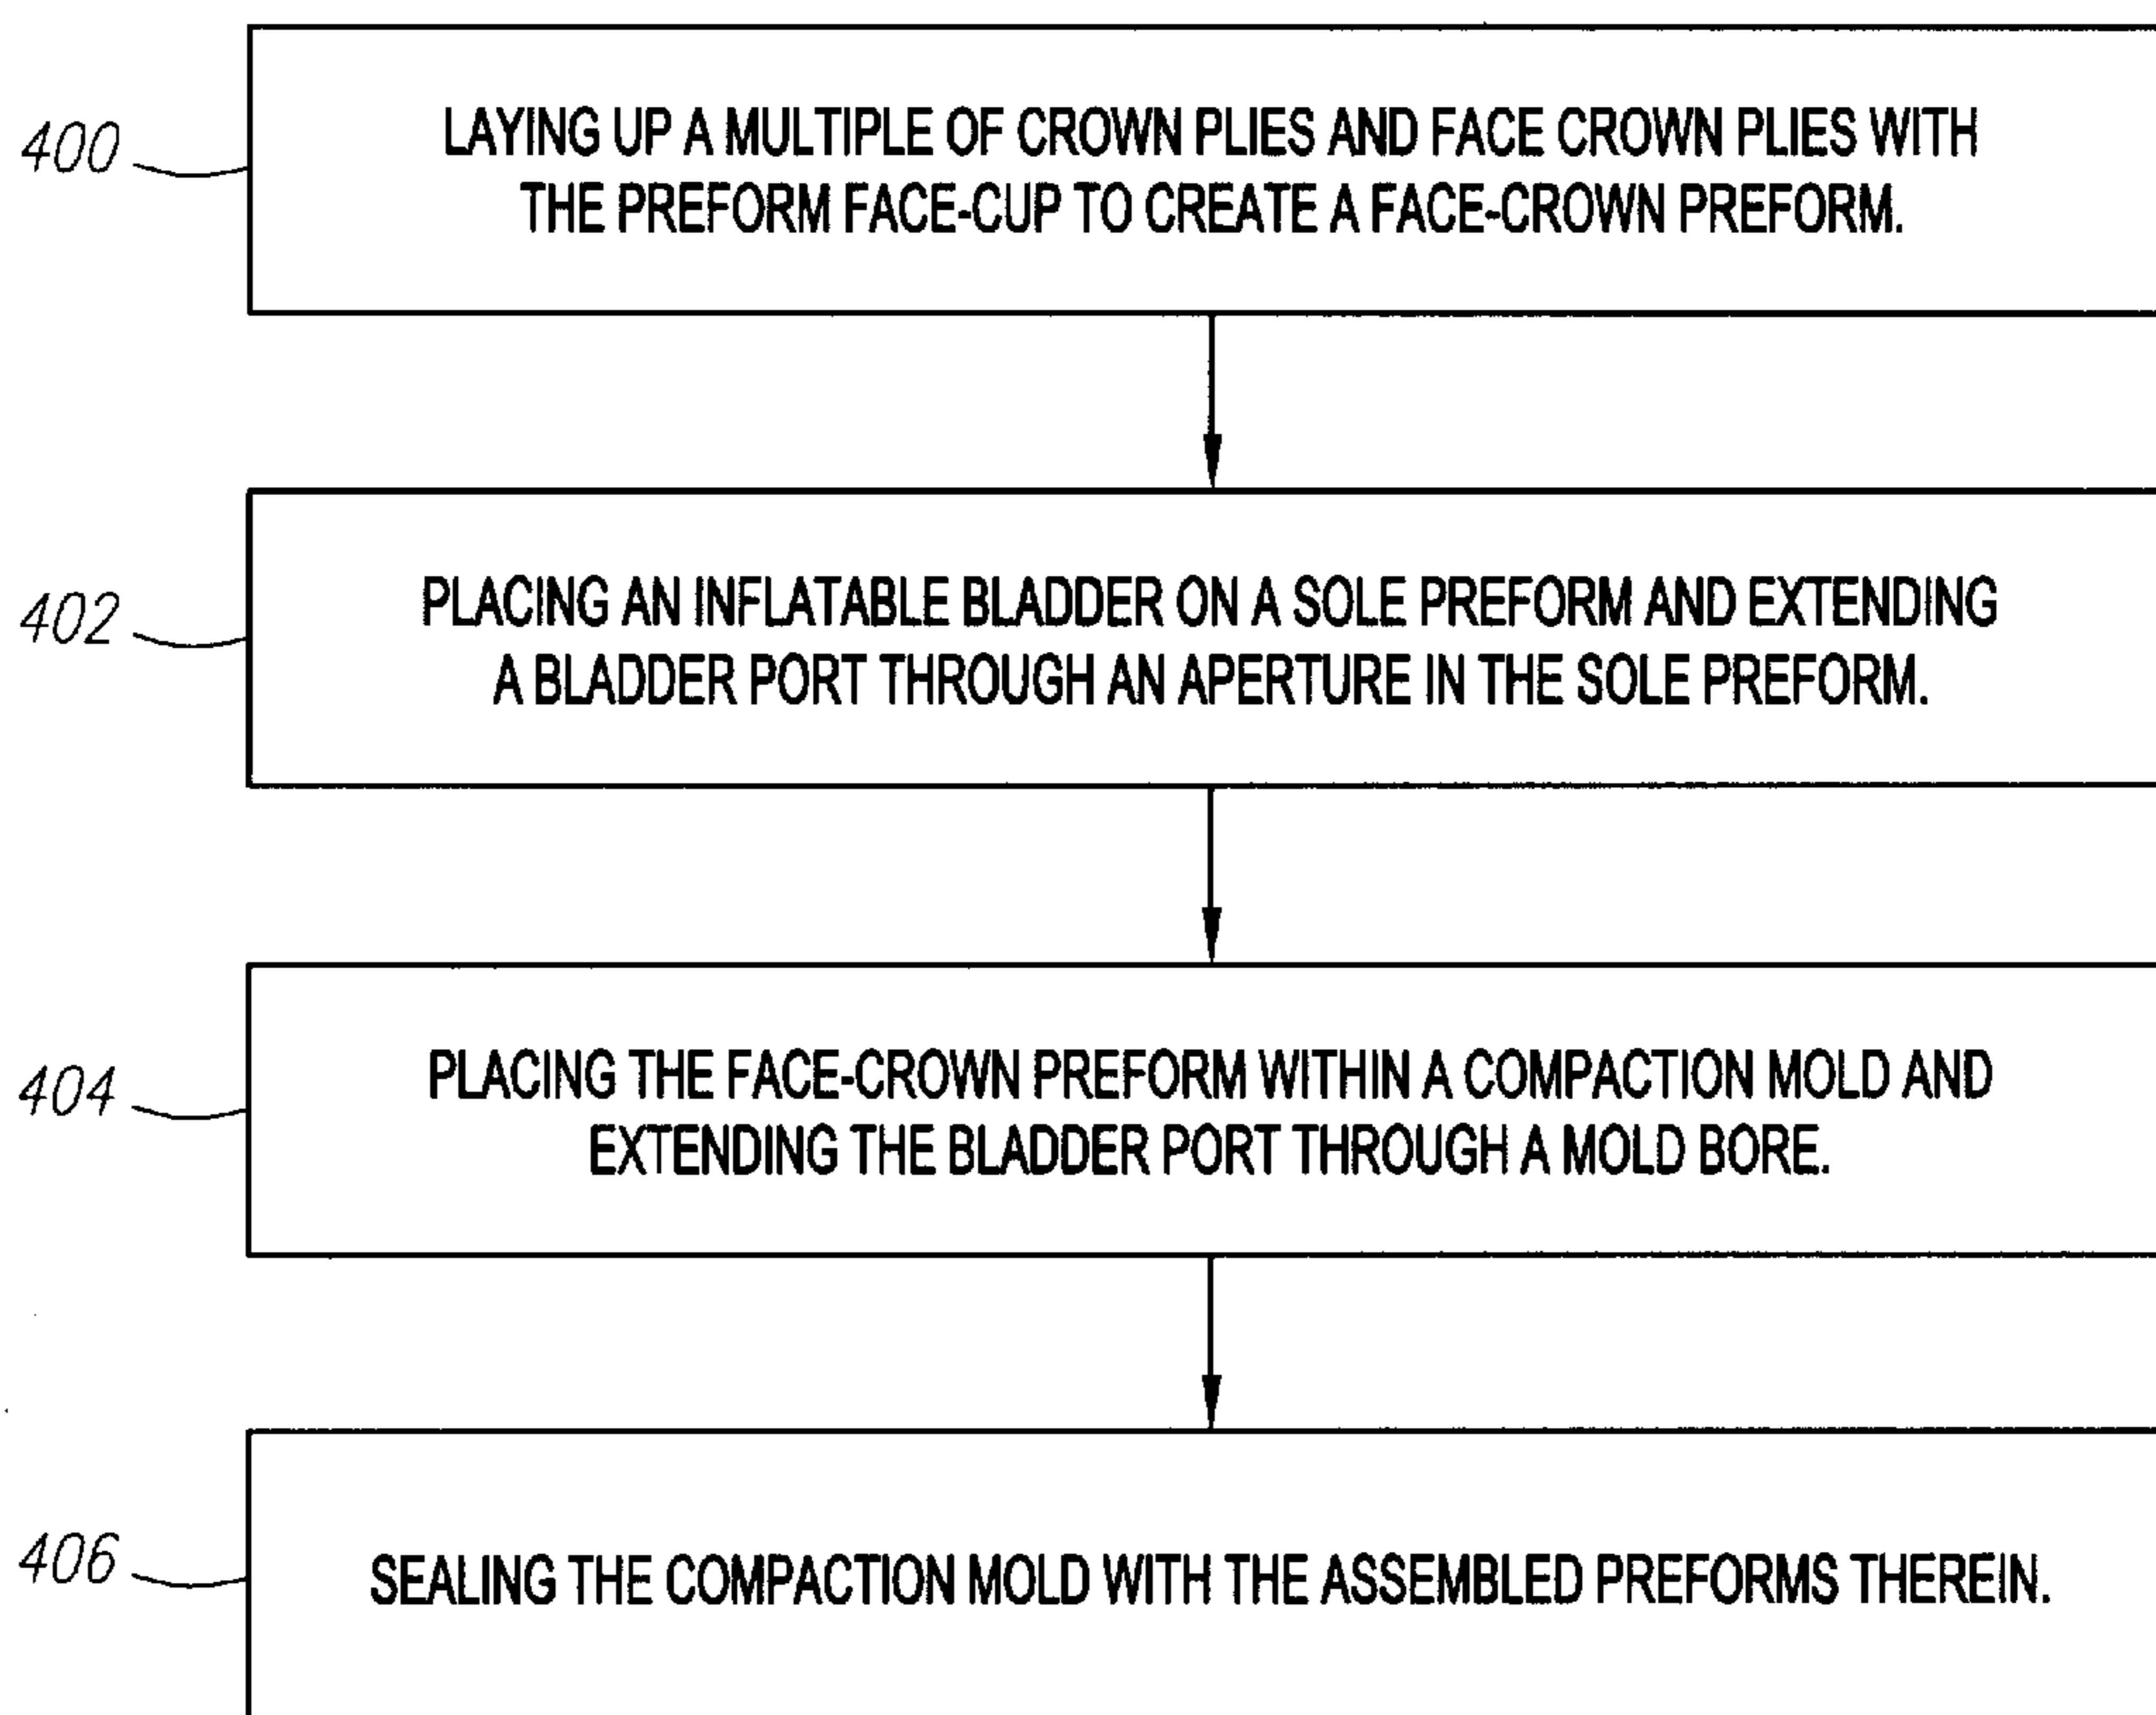 400
LAYING UP A MULTIPLE OF CROWN PLIES AND FACE CROWN PLIES WITH
THE PREFORM FACE-CUP TO CREATE A FACE-CROWN PREFORM.
402
PLACING AN INFLATABLE BLADDER ON A SOLE PREFORM AND EXTENDING
A BLADDER PORT THROUGH AN APERTURE IN THE SOLE PREFORM.
404
PLACING THE FACE-CROWN PREFORM WITHIN A COMPACTION MOLD AND
EXTENDING THE BLADDER PORT THROUGH A MOLD BORE.
406
SEALING THE COMPACTION MOLD WITH THE ASSEMBLED PREFORMS THEREIN.